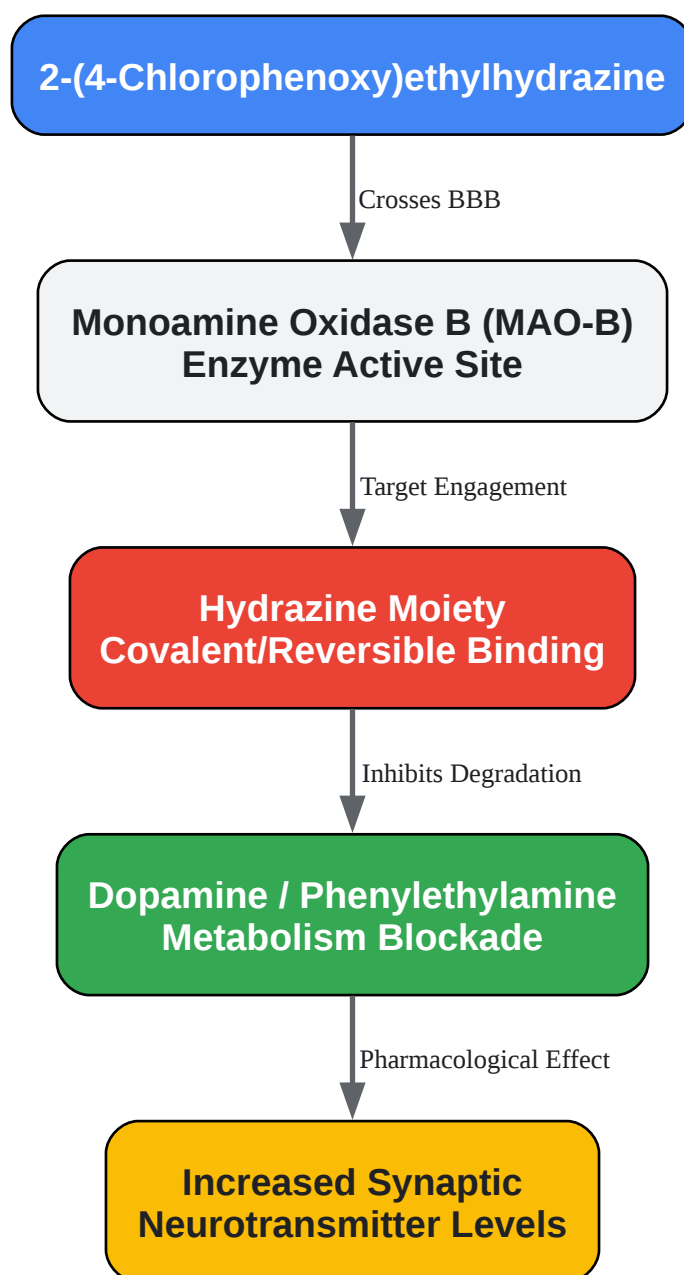 2-(4-Chlorophenoxy)ethylhydrazine
Crosses BBB
Monoamine Oxidase B (MAO-B)
Enzyme Active Site
Target Engagement
Hydrazine Moiety
Covalent/Reversible Binding
Inhibits Degradation
Dopamine / Phenylethylamine
Metabolism Blockade
Pharmacological Effect
Increased Synaptic
Neurotransmitter Levels